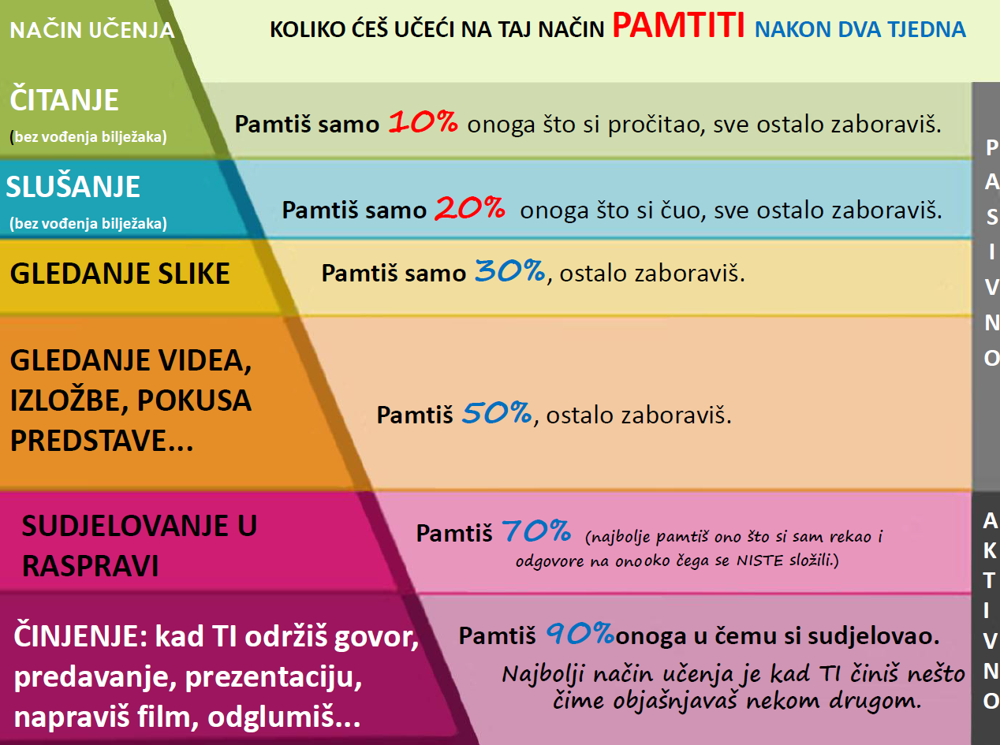 NAČIN UČENJA
KOLIKO ĆEŠ UČEĆI NA TAJ NAČIN PAMTITI NAKON DVA TJEDNA
ČITANJE
(bez vođenja bilježaka)
Pamtiš samo 10% onoga što si pročitao, sve ostalo zaboraviš.
SLUŠANJE
(bez vođenja bilježaka)
Pamtiš samo 20% onoga što si čuo, sve ostalo zaboraviš.
GLEDANJE SLIKE
Pamtiš samo 30%, ostalo zaboraviš.
GLEDANJE VIDEA,
IZLOŽBE, POKUSA
PREDSTAVE...
Pamtiš 50%, ostalo zaboraviš.
PASIVNO
SUDJELOVANJE U
RASPRAVI
Pamtiš 70% (najbolje pamtiš ono što si sam rekao i
odgovore na ono oko čega se NISTE složili.)
ČINJENJE: kad TI održiš govor,
predavanje, prezentaciju,
napraviš film, odglumiš...
Pamtiš 90% onoga u čemu si sudjelovao.
Najbolji način učenja je kad TI činiš nešto
čime objašnjavaš nekom drugom.
AKTIVNO